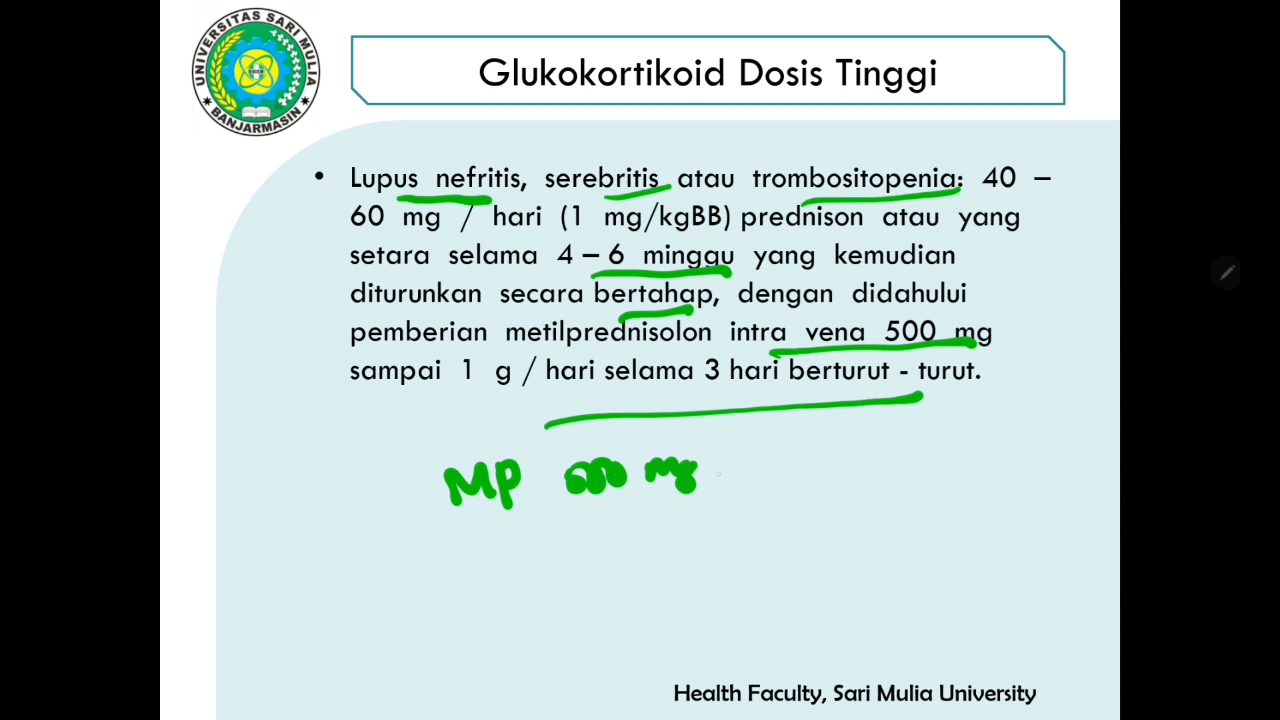 UNIVERSITAS SARI MULIA
BANJARMASIN
Glukokortikoid Dosis Tinggi
• Lupus nefritis, serebritis atau trombositopenia: 40 –
60 mg / hari (1 mg/kgBB) prednison atau yang
setara selama 4 – 6 minggu yang kemudian
diturunkan secara bertahap, dengan didahului
pemberian metilprednisolon intra vena 500 mg
sampai 1 g / hari selama 3 hari berturut - turut.
MP 500 mg
Health Faculty, Sari Mulia University